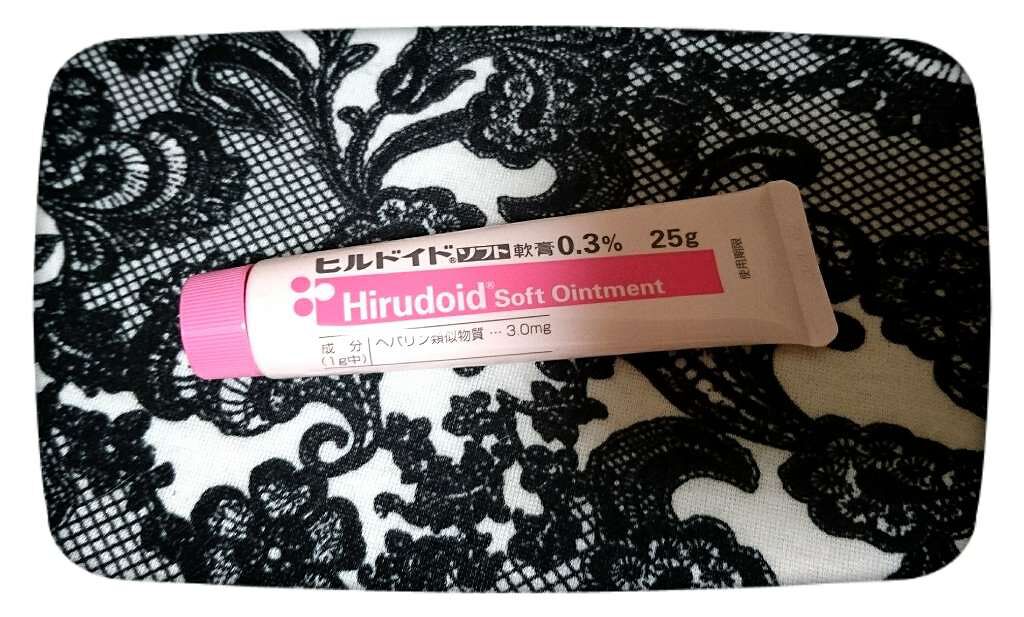 ヒルドイド®ソフト軟膏0.3% 25g
Hirudoid® Soft Ointment
成分 ヘパリン類似物質…3.0mg
(1g中)
使用期限